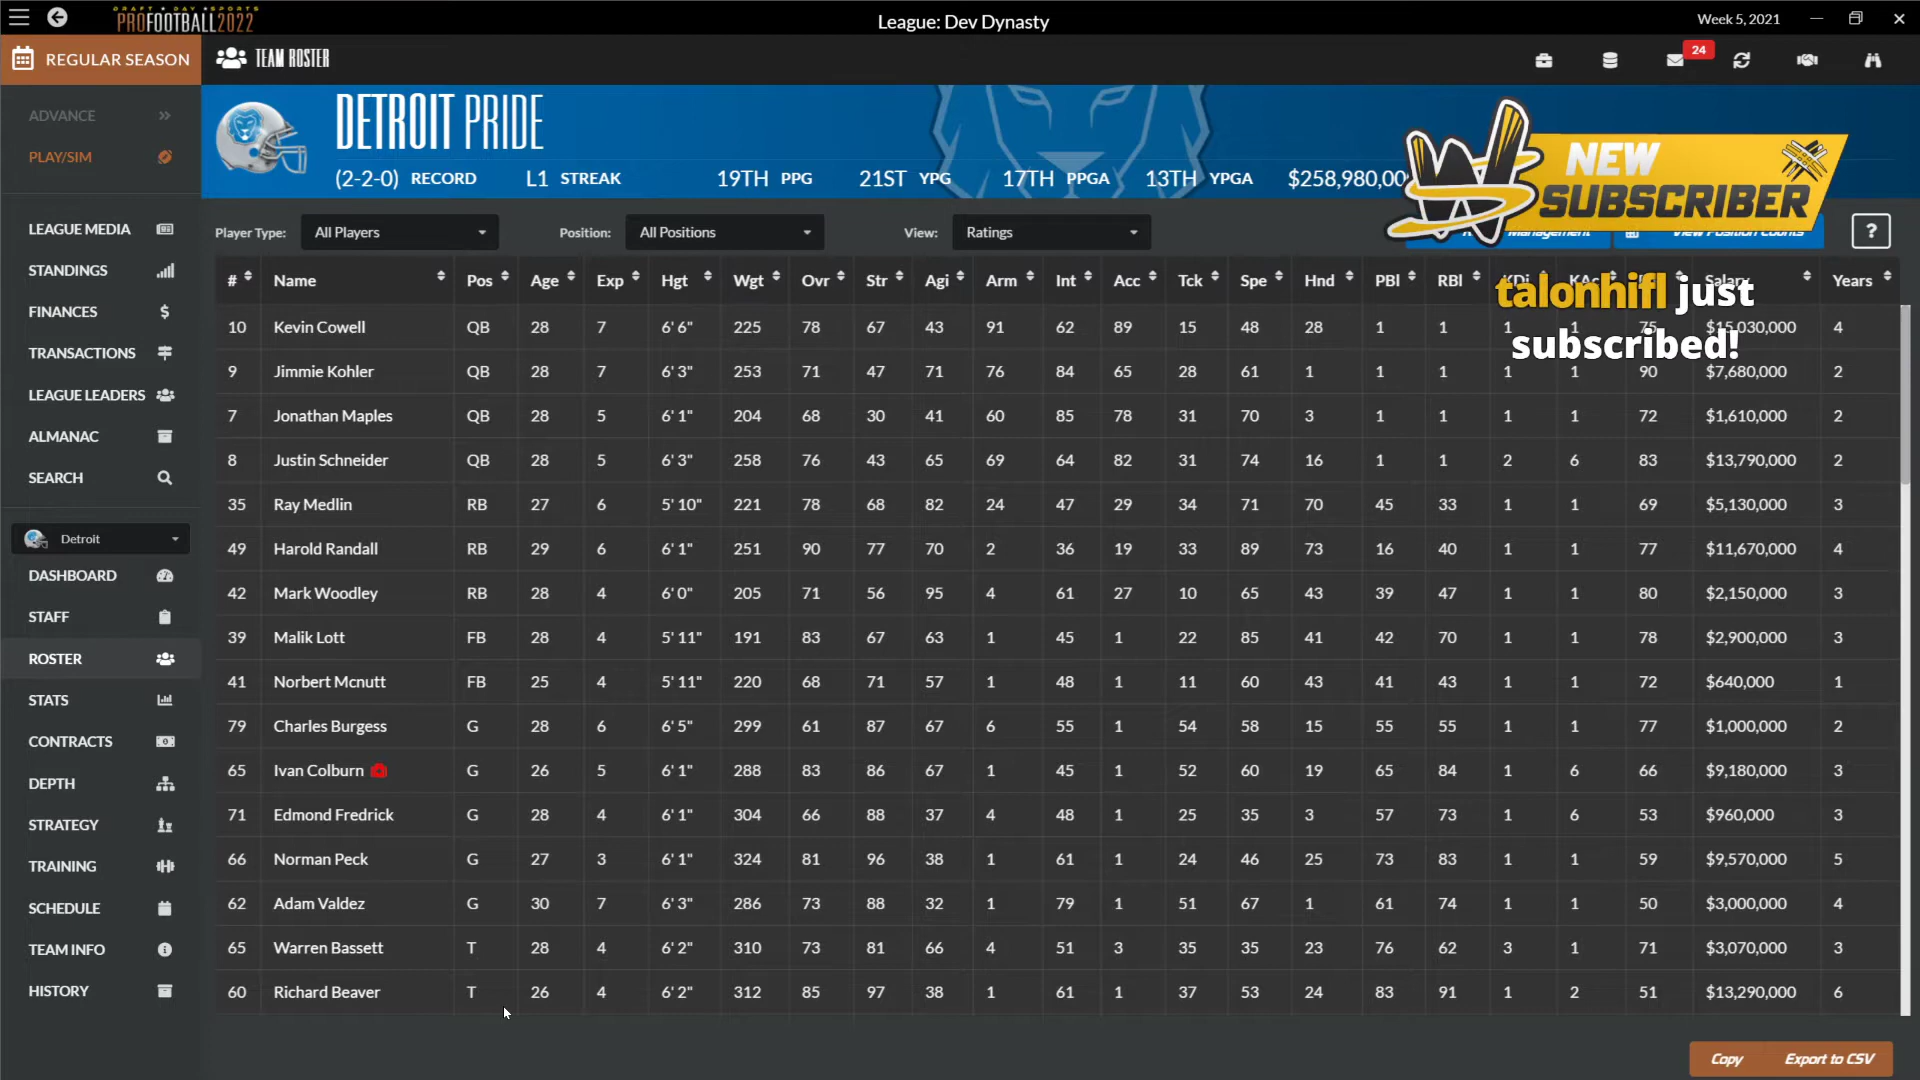 DRAFT DAY SPORTS
PROFOOTBALL2022
League: Dev Dynasty
Week 5, 2021
REGULAR SEASON
TEAM ROSTER
24
ADVANCE
PLAY/SIM
DETROIT PRIDE
(2-2-0) RECORD L1 STREAK 19TH PPG 21ST YPG 17TH PPGA 13TH YPGA $258,980,00
NEW
SUBSCRIBER
Player Type: All Players Position: All Positions View: Ratings
Management View Position Counts ?
talonhifl just
subscribed!
# Name Pos Age Exp Hgt Wgt Ovr Str Agi Arm Int Acc Tck Spe Hnd PBl RBl KDi Salary Years
10 Kevin Cowell QB 28 7 6' 6" 225 78 67 43 91 62 89 15 48 28 1 1 1 1 75 $15,030,000 4
9 Jimmie Kohler QB 28 7 6' 3" 253 71 47 71 76 84 65 28 61 1 1 1 1 1 90 $7,680,000 2
7 Jonathan Maples QB 28 5 6' 1" 204 68 30 41 60 85 78 31 70 3 1 1 1 1 72 $1,610,000 2
8 Justin Schneider QB 28 5 6' 3" 258 76 43 65 69 64 82 31 74 16 1 1 2 6 83 $13,790,000 2
35 Ray Medlin RB 27 6 5' 10" 221 78 68 82 24 47 29 34 71 70 45 33 1 1 69 $5,130,000 3
49 Harold Randall RB 29 6 6' 1" 251 90 77 70 2 36 19 33 89 73 16 40 1 1 77 $11,670,000 4
42 Mark Woodley RB 28 4 6' 0" 205 71 56 95 4 61 27 10 65 43 39 47 1 1 80 $2,150,000 3
39 Malik Lott FB 28 4 5' 11" 191 83 67 63 1 45 1 22 85 41 42 70 1 1 78 $2,900,000 3
41 Norbert Mcnutt FB 25 4 5' 11" 220 68 71 57 1 48 1 11 60 43 41 43 1 1 72 $640,000 1
79 Charles Burgess G 28 6 6' 5" 299 61 87 67 6 55 1 54 58 15 55 55 1 1 77 $1,000,000 2
65 Ivan Colburn G 26 5 6' 1" 288 83 86 67 1 45 1 52 60 19 65 84 1 6 66 $9,180,000 3
71 Edmond Fredrick G 28 4 6' 1" 304 66 88 37 4 48 1 25 35 3 57 73 1 6 53 $960,000 3
66 Norman Peck G 27 3 6' 1" 324 81 96 38 1 61 1 24 46 25 73 83 1 1 59 $9,570,000 5
62 Adam Valdez G 30 7 6' 3" 286 73 88 32 1 79 1 51 67 1 61 74 1 1 50 $3,000,000 4
65 Warren Bassett T 28 4 6' 2" 310 73 81 66 4 51 3 35 35 23 76 62 3 1 71 $3,070,000 3
60 Richard Beaver T 26 4 6' 2" 312 85 97 38 1 61 1 37 53 24 83 91 1 2 51 $13,290,000 6
LEAGUE MEDIA
STANDINGS
FINANCES
TRANSACTIONS
LEAGUE LEADERS
ALMANAC
SEARCH
Detroit
DASHBOARD
STAFF
ROSTER
STATS
CONTRACTS
DEPTH
STRATEGY
TRAINING
SCHEDULE
TEAM INFO
HISTORY
Copy Export to CSV